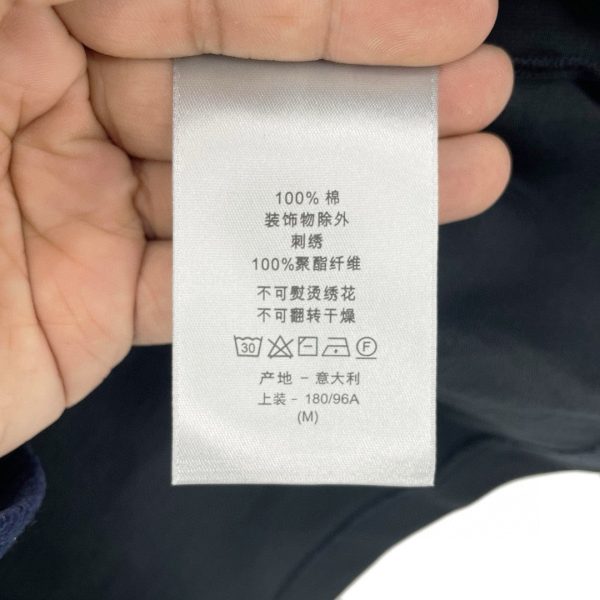 100% 棉
装饰物除外
刺绣
100%聚酯纤维
不可熨烫绣花
不可翻转干燥
30 F
产地 - 意大利
上装 - 180/96A
(M)